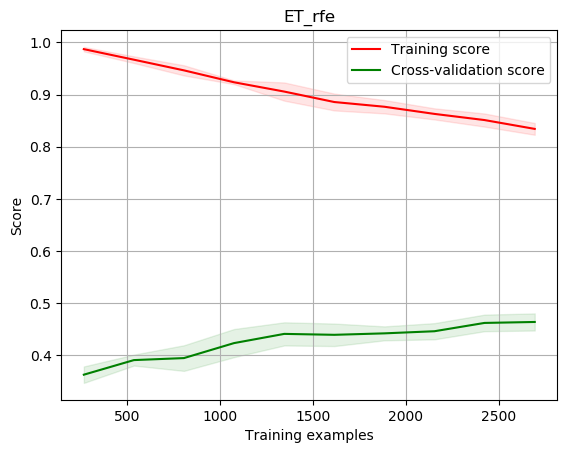 ET_rfe
Training score
Cross-validation score
Score
1.0
0.9
0.8
0.7
0.6
0.5
0.4
500
1000
1500
2000
2500
Training examples